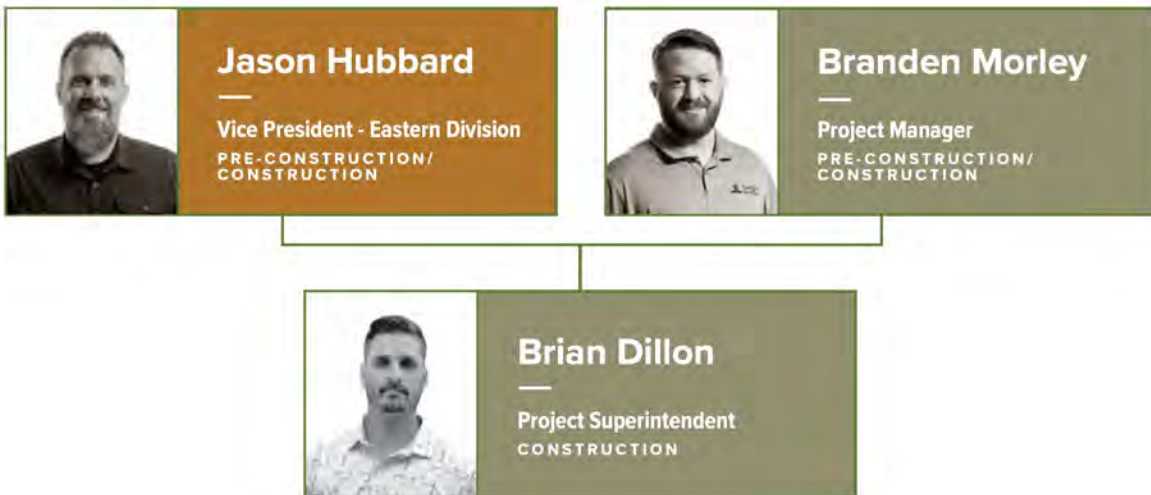 Jason Hubbard
Vice President - Eastern Division
PRE-CONSTRUCTION/
CONSTRUCTION
Branden Morley
Project Manager
PRE-CONSTRUCTION/
CONSTRUCTION
Brian Dillon
Project Superintendent
CONSTRUCTION